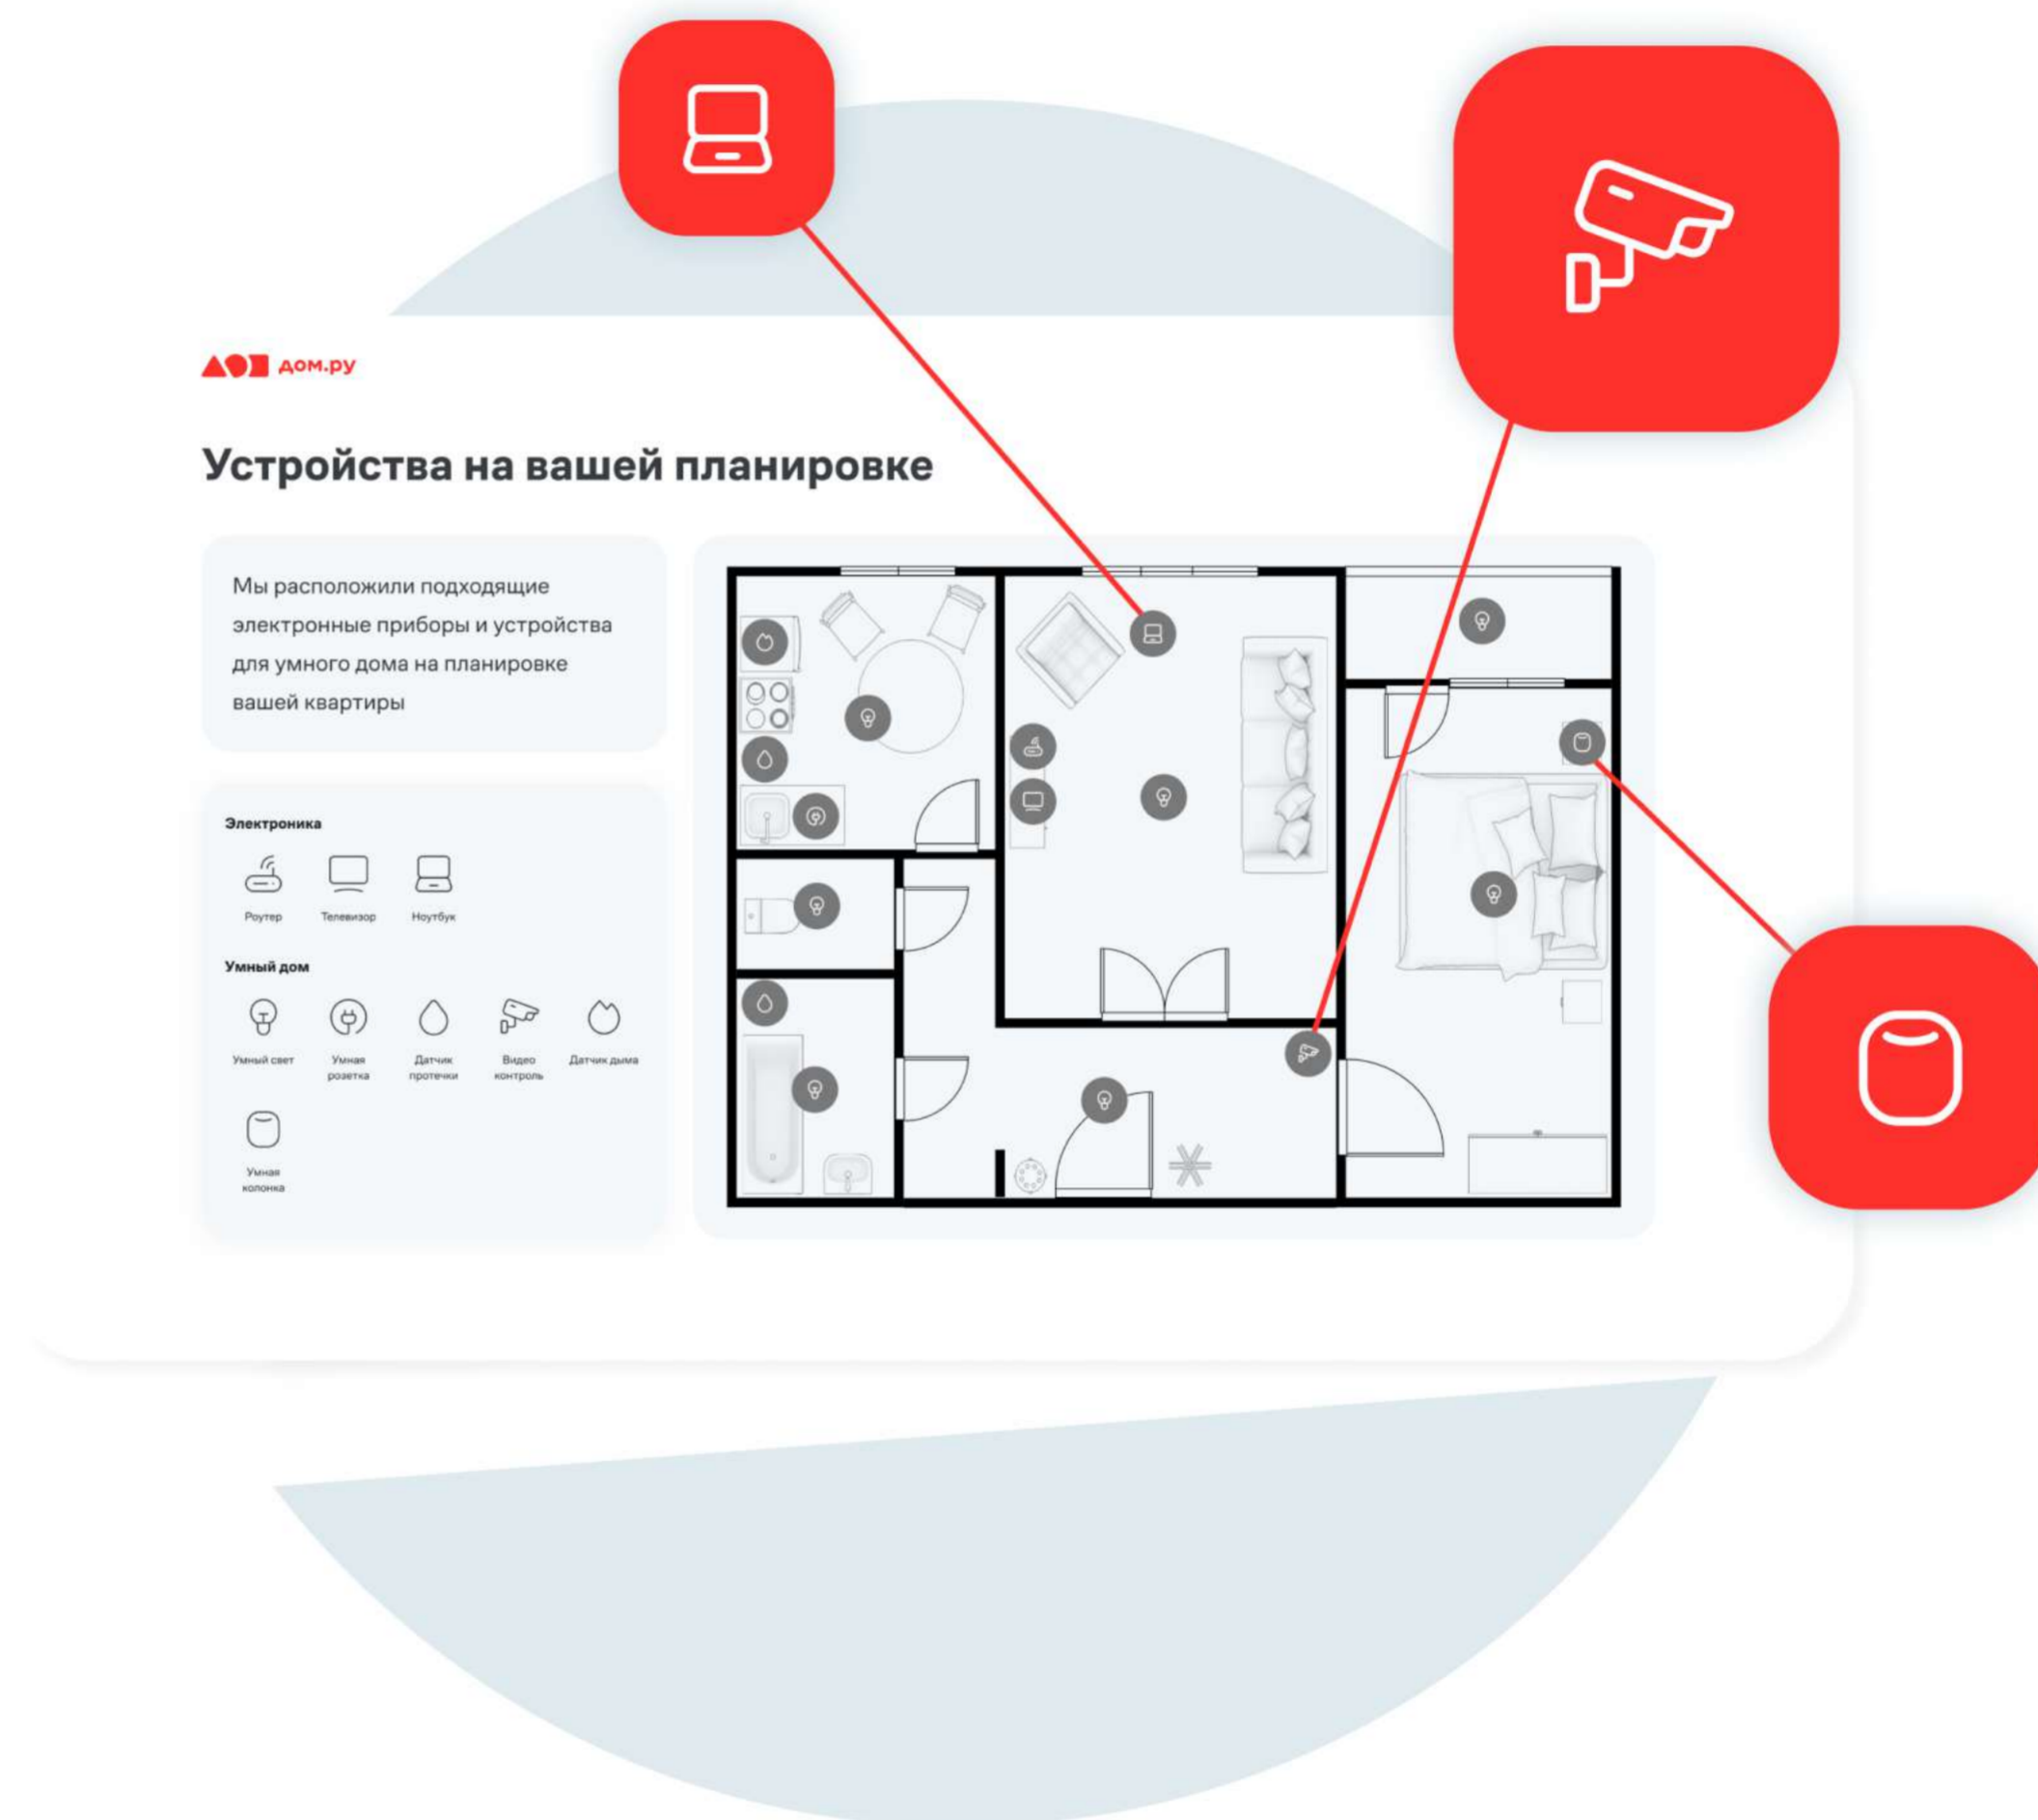 дом.ру
Устройства на вашей планировке
Мы расположили подходящие
электронные приборы и устройства
для умного дома на планировке
вашей квартиры
Электроника
Роутер
Телевизор
Ноутбук
Умный дом
Умный свет
Умная
розетка
Датчик
протечки
Видео
контроль
Датчик дыма
Умная
колонка